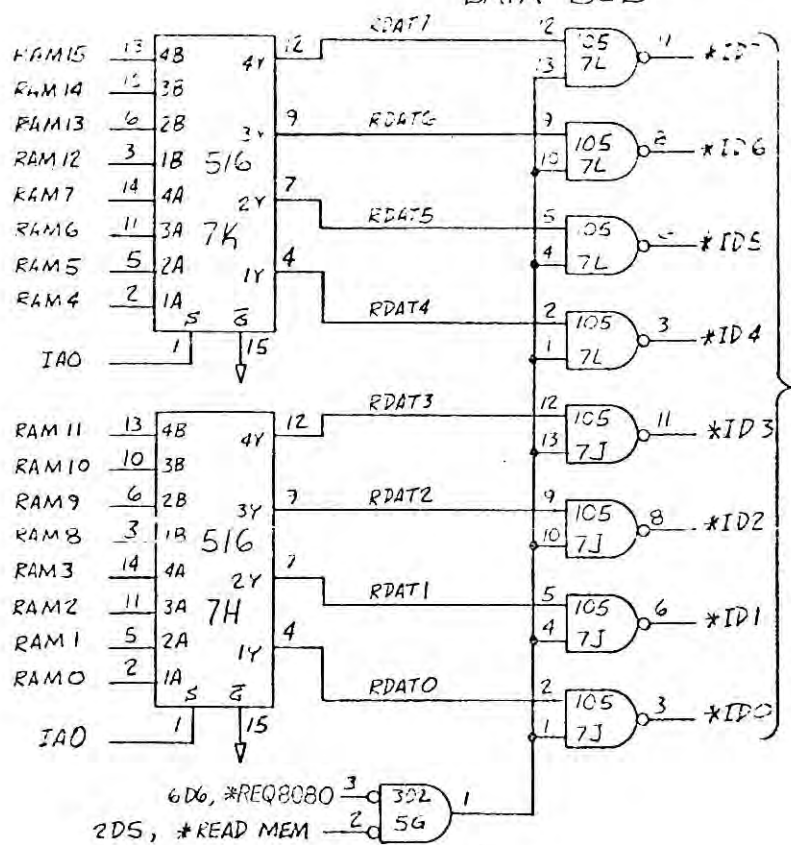 RDAT7
RAM15 13 4B 4Y 12 12 105 7L 13 11
RAM14 3B
RAM13 6 2B 3Y 9 RDAT6 9 105 7L 10 8 *ID6
RAM12 3 1B 516
RAM7 14 4A 7K 2Y 7 RDAT5 5 105 7L 4 *ID5
RAM6 11 3A
RAM5 5 2A 1Y 4 RDAT4 2 105 7L 1 3 *ID4
RAM4 2 1A
S G
IA0 1 15
RAM11 13 4B 4Y 12 RDAT3 12 105 7J 13 11 *ID3
RAM10 10 3B
RAM9 6 2B 3Y RDAT2 9 105 7J 10 8 *ID2
RAM8 3 1B 516
RAM3 14 4A 7H 2Y 7 RDAT1 5 105 7J 4 6 *ID1
RAM2 11 3A
RAM1 5 2A 1Y 4 RDAT0 2 105 7J 1 3 *ID0
RAM0 2 1A
S G
IA0 1 15
6D6, *REQ8080 3 302 5G 1
2D5, *READ MEM 2